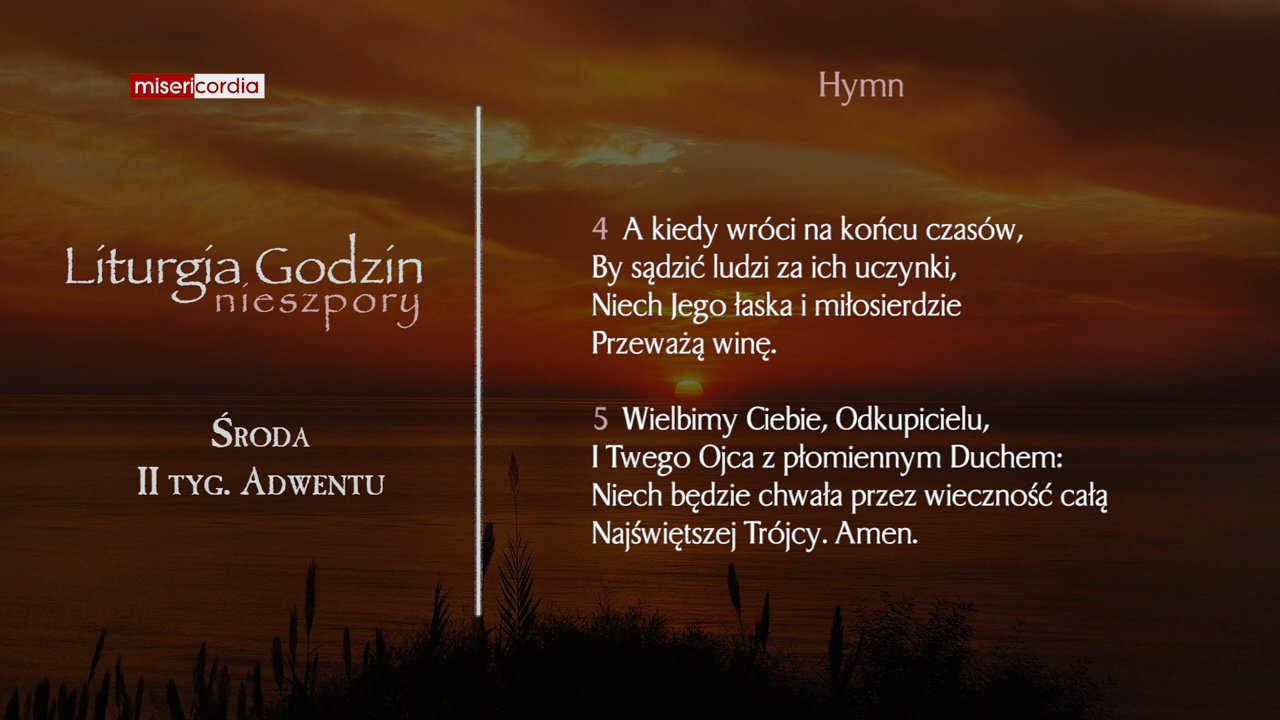 misericordia
Liturgia Godzin
nieszpory
Środa
II tyg. Adwentu
Hymn
4 A kiedy wróci na końcu czasów,
By sądzić ludzi za ich uczynki,
Niech Jego łaska i miłosierdzie
Przeważą winę.
5 Wielbimy Ciebie, Odkupicielu,
I Twego Ojca z płomiennym Duchem:
Niech będzie chwała przez wieczność całą
Najświętszej Trójcy. Amen.